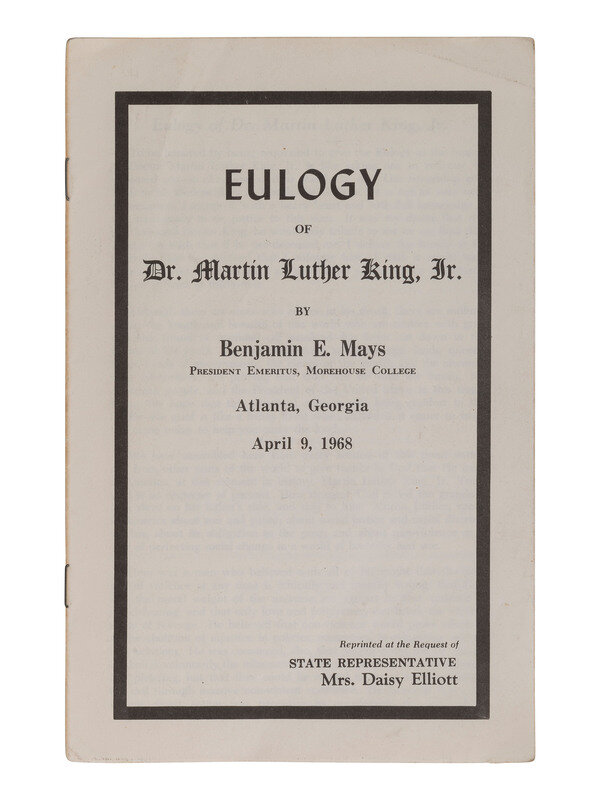 EULOGY
OF
Dr. Martin Luther King, Jr.
BY
Benjamin E. Mays
President Emeritus, Morehouse College
Atlanta, Georgia
April 9, 1968
Reprinted at the Request of
STATE REPRESENTATIVE
Mrs. Daisy Elliott